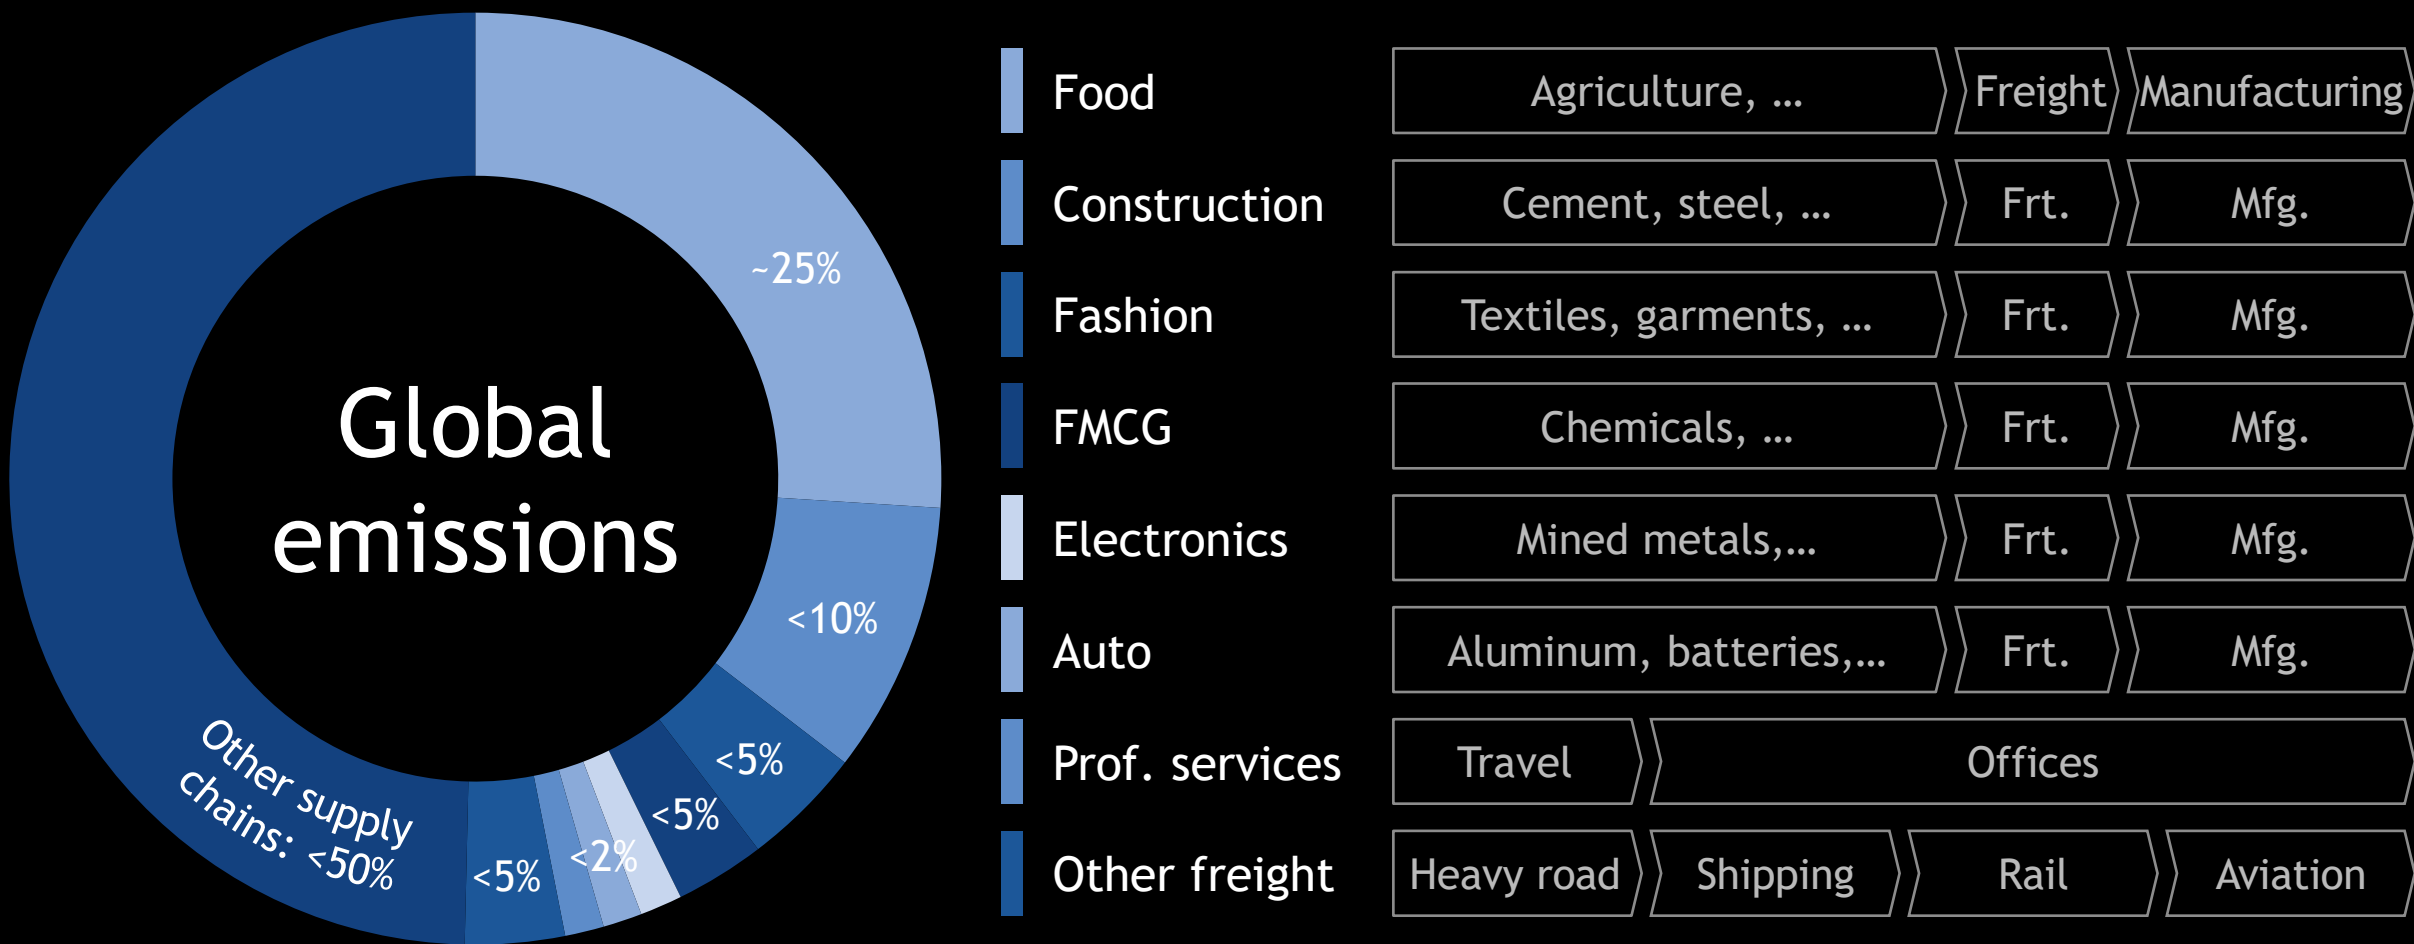 Global
emissions
~25%
<10%
<5%
<5%
<2%
<5%
Other supply
chains: <50%
Food
Agriculture, …
Freight
Manufacturing
Construction
Cement, steel, …
Frt.
Mfg.
Fashion
Textiles, garments, …
Frt.
Mfg.
FMCG
Chemicals, …
Frt.
Mfg.
Electronics
Mined metals,…
Frt.
Mfg.
Auto
Aluminum, batteries,…
Frt.
Mfg.
Prof. services
Travel
Offices
Other freight
Heavy road
Shipping
Rail
Aviation